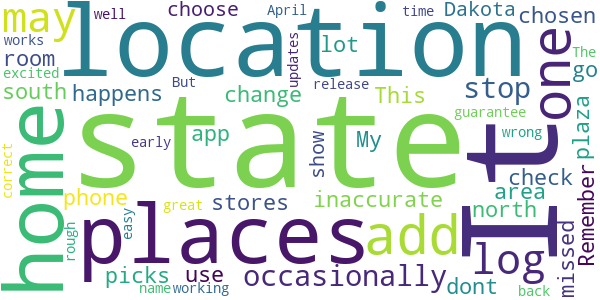 may well choose April time Dakota chosen
location
works excited room lot updates The
south happens But change release This stop go one
state It
home early app show My guarantee wrong plaza
correct phone stores inaccurate area check
places add north Remember
rough easy great use occasionally log missed
picks dont
name working back